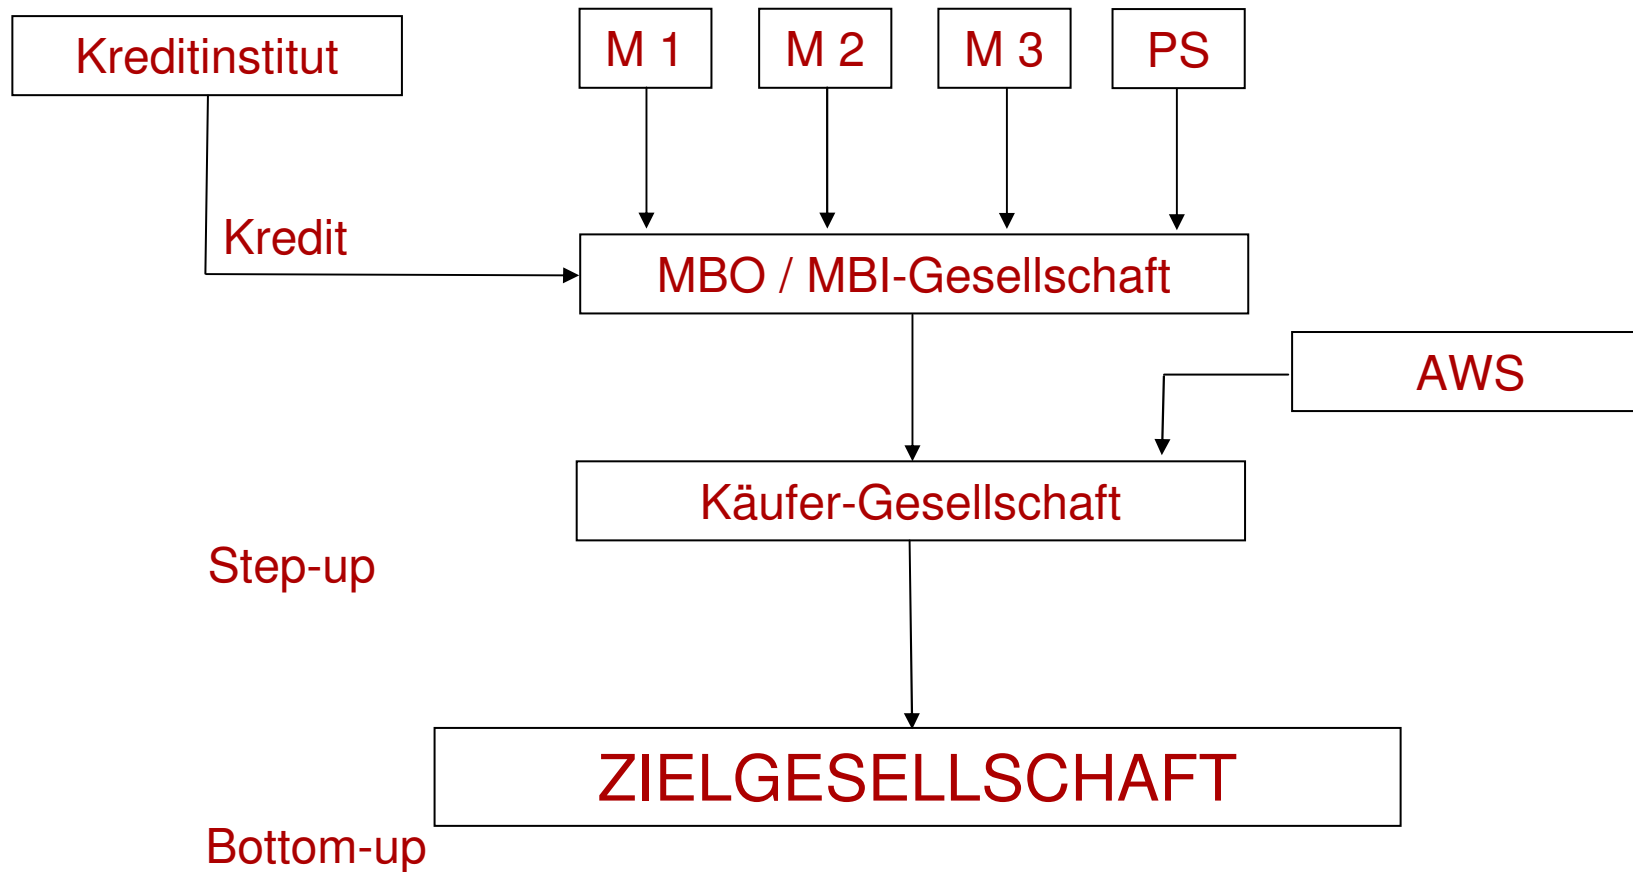 Kreditinstitut
M 1
M 2
M 3
PS
Kredit
MBO / MBI-Gesellschaft
AWS
Käufer-Gesellschaft
Step-up
ZIELGESELLSCHAFT
Bottom-up